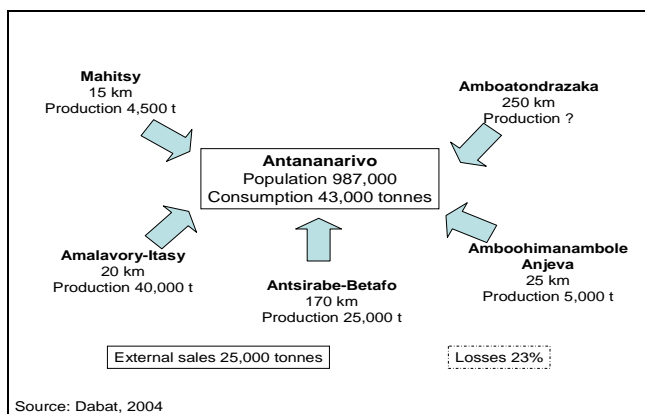 Mahitsy
15 km
Production 4,500 t
Amboatondrazaka
250 km
Production ?
Antananarivo
Population 987,000
Consumption 43,000 tonnes
Amalavory-Itasy
20 km
Production 40,000 t
Antsirabe-Betafo
170 km
Production 25,000 t
Amboohimanambole
Anjeva
25 km
Production 5,000 t
External sales 25,000 tonnes
Losses 23%
Source: Dabat, 2004